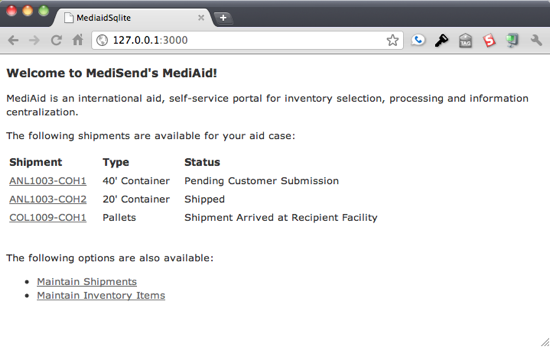 MediaidSqlite
127.0.0.1:3000
TAG
S
Welcome to MediSend's MediAid!
MediAid is an international aid, self-service portal for inventory selection, processing and information
centralization.
The following shipments are available for your aid case:
Shipment Type Status
ANL1003-COH1 40' Container Pending Customer Submission
ANL1003-COH2 20' Container Shipped
COL1009-COH1 Pallets Shipment Arrived at Recipient Facility
The following options are also available:
• Maintain Shipments
• Maintain Inventory Items